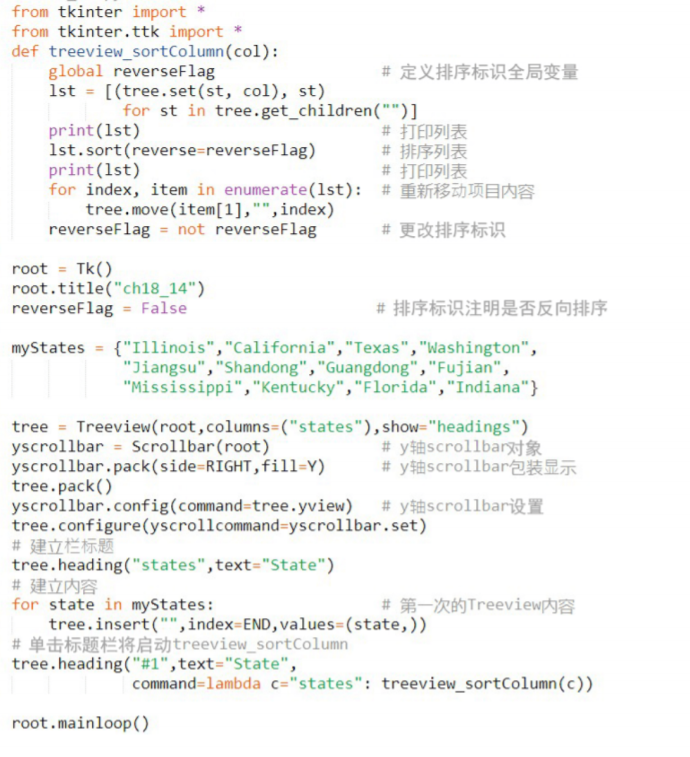 from tkinter import *
from tkinter.ttk import *
def treeview_sortColumn(col):
    global reverseFlag                  # 定义排序标识全局变量
    lst = [(tree.set(st, col), st)
            for st in tree.get_children("")]
    print(lst)                          # 打印列表
    lst.sort(reverse=reverseFlag)       # 排序列表
    print(lst)                          # 打印列表
    for index, item in enumerate(lst):  # 重新移动项目内容
        tree.move(item[1],"",index)
    reverseFlag = not reverseFlag       # 更改排序标识
root = Tk()
root.title("ch18_14")
reverseFlag = False                    # 排序标识注明是否反向排序
myStates = {"Illinois","California","Texas","Washington",
            "Jiangsu","Shandong","Guangdong","Fujian",
            "Mississippi","Kentucky","Florida","Indiana"}
tree = Treeview(root,columns=("states"),show="headings")
yscrollbar = Scrollbar(root)            # y轴scrollbar对象
yscrollbar.pack(side=RIGHT,fill=Y)      # y轴scrollbar包装显示
tree.pack()
yscrollbar.config(command=tree.yview)   # y轴scrollbar设置
tree.configure(yscrollcommand=yscrollbar.set)
# 建立栏标题
tree.heading("states",text="State")
# 建立内容
for state in myStates:                  # 第一次的Treeview内容
    tree.insert("",index=END,values=(state,))
# 单击标题栏将启动treeview_sortColumn
tree.heading("#1",text="State",
             command=lambda c="states": treeview_sortColumn(c))
root.mainloop()